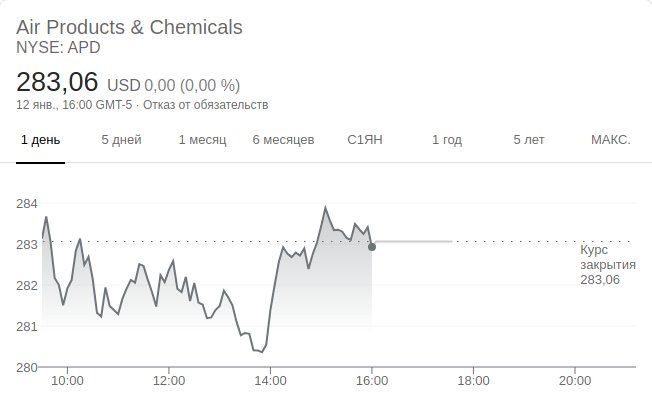 Air Products & Chemicals
NYSE: APD
283,06 USD 0,00 (0,00 %)
12 янв., 16:00 GMT-5 · Отказ от обязательств
1 день 5 дней 1 месяц 6 месяцев С1ЯН 1 год 5 лет МАКС.
284
283
282
281
280
Курс
закрытия
283,06
10:00 12:00 14:00 16:00 18:00 20:00